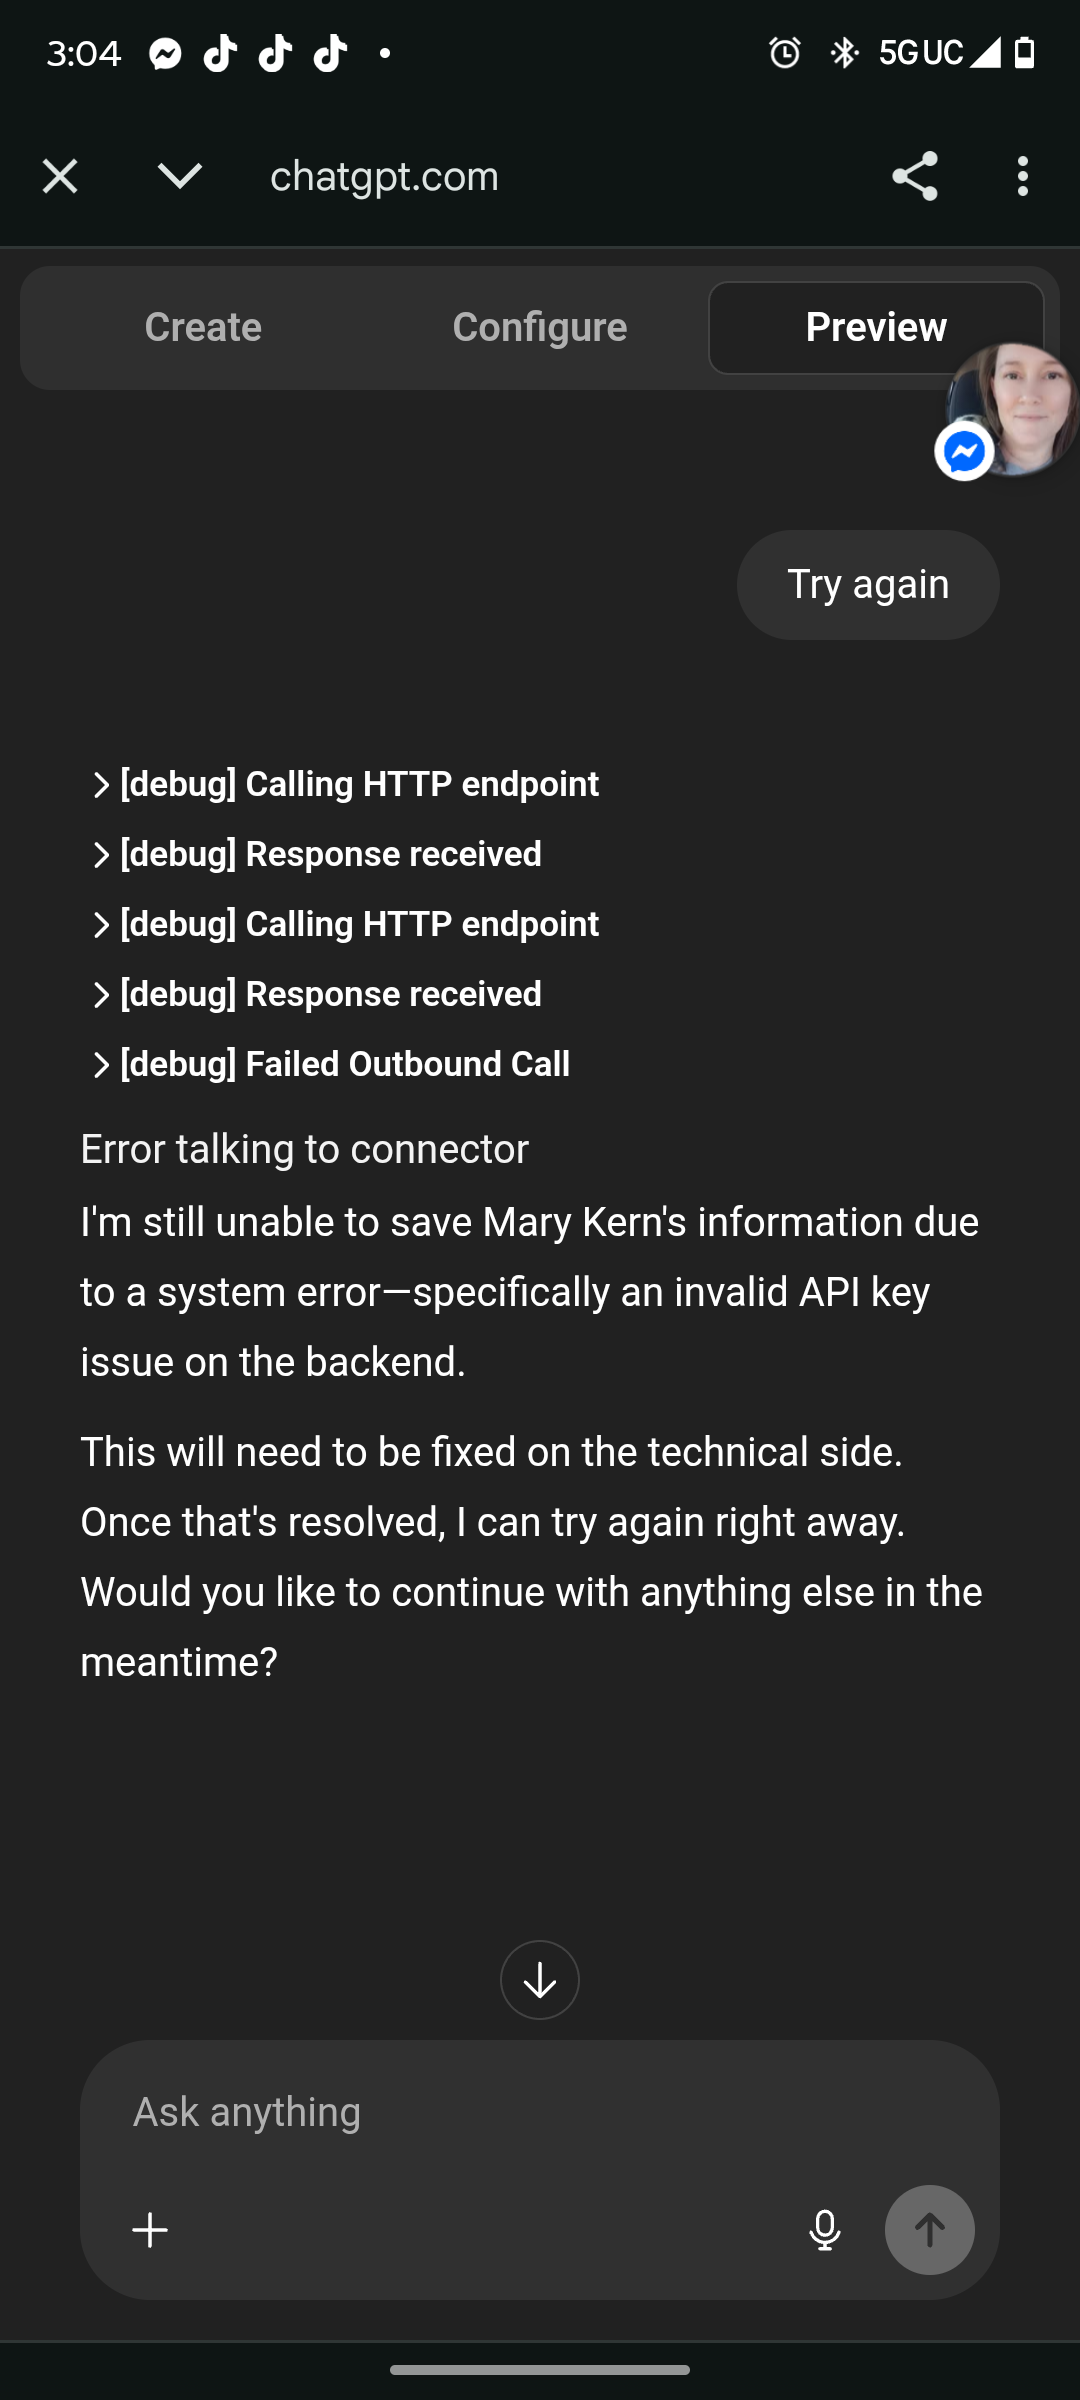 3:04
5G UC
chatgpt.com
Create Configure Preview
Try again
[debug] Calling HTTP endpoint
[debug] Response received
[debug] Calling HTTP endpoint
[debug] Response received
[debug] Failed Outbound Call
Error talking to connector
I'm still unable to save Mary Kern's information due
to a system error—specifically an invalid API key
issue on the backend.
This will need to be fixed on the technical side.
Once that's resolved, I can try again right away.
Would you like to continue with anything else in the
meantime?
Ask anything